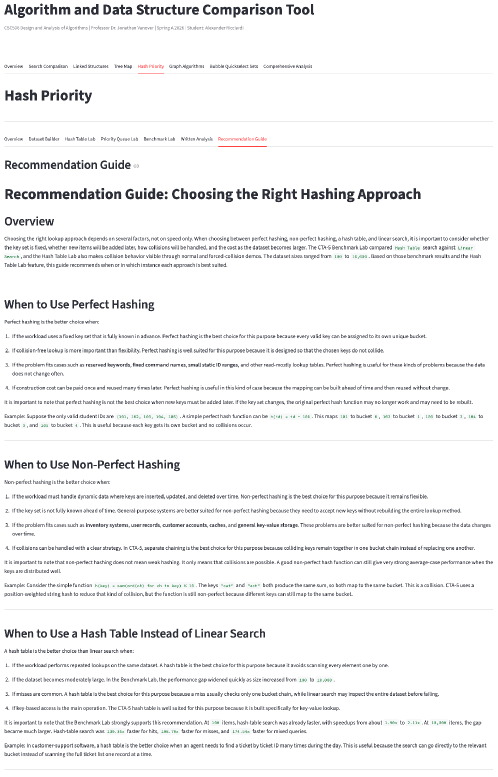 Algorithm and Data Structure Comparison Tool
CSC506 Design and Analysis of Algorithms | Professor: Dr. Jonathan Vanover | Spring A 2026 | Student: Alexander Ricciardi
Overview Search Comparison Linked Structures Tree Map Hash Priority Graph Algorithms Bubble Quickselect Sets Comprehensive Analysis
Hash Priority
Overview Dataset Builder Hash Table Lab Priority Queue Lab Benchmark Lab Written Analysis Recommendation Guide
Recommendation Guide
Recommendation Guide: Choosing the Right Hashing Approach
Overview
Choosing the right lookup approach depends on several factors, not on speed only. When choosing between perfect hashing, non-perfect hashing, a hash table, and linear search, it is important to consider whether
the key set is fixed, whether new items will be added later, how collisions will be handled, and the cost as the dataset becomes larger. The CTA-5 Benchmark Lab compared Hash Table search against Linear
Search, and the Hash Table Lab also makes collision behavior visible through normal and forced-collision demos. The dataset sizes ranged from 100 to 10,000. Based on those benchmark results and the Hash
Table Lab feature, this guide recommends when or in which instance each approach is best suited.
When to Use Perfect Hashing
Perfect hashing is the better choice when:
1. If the workload uses a fixed key set that is fully known in advance. Perfect hashing is the best choice for this purpose because every valid key can be assigned to its own unique bucket.
2. If collision-free lookup is more important than flexibility. Perfect hashing is well suited for this purpose because it is designed so that the chosen keys do not collide.
3. If the problem fits cases such as reserved keywords, fixed command names, small static ID ranges, and other read-mostly lookup tables. Perfect hashing is useful for these kinds of problems because the data
does not change often.
4. If construction cost can be paid once and reused many times later. Perfect hashing is useful in this kind of case because the mapping can be built ahead of time and then reused without change.
It is important to note that perfect hashing is not the best choice when new keys must be added later. If the key set changes, the original perfect hash function may no longer work and may need to be rebuilt.
Example: Suppose the only valid student IDs are {101, 102, 103, 104, 105}. A simple perfect hash function can be h(id) = id - 101. This maps 101 to bucket 0, 102 to bucket 1, 103 to bucket 2, 104 to
bucket 3, and 105 to bucket 4. This is useful because each key gets its own bucket and no collisions occur.
When to Use Non-Perfect Hashing
Non-perfect hashing is the better choice when:
1. If the workload must handle dynamic data where keys are inserted, updated, and deleted over time. Non-perfect hashing is the best choice for this purpose because it remains flexible.
2. If the key set is not fully known ahead of time. General purpose systems are better suited for non-perfect hashing because they need to accept new keys without rebuilding the entire lookup method.
3. If the problem fits cases such as inventory systems, user records, customer accounts, caches, and general key-value storage. These problems are better suited for non-perfect hashing because the data changes
over time.
4. If collisions can be handled with a clear strategy. In CTA-5, separate chaining is the best choice for this purpose because colliding keys remain together in one bucket chain instead of replacing one another.
It is important to note that non-perfect hashing does not mean weak hashing. It only means that collisions are possible. A good non-perfect hash function can still give very strong average-case performance when the
keys are distributed well.
Example: Consider the simple function h(key) = sum(ord(ch) for ch in key) % 10. The keys "cat" and "act" both produce the same sum, so both map to the same bucket. This is a collision. CTA-5 uses a
position-weighted string hash to reduce that kind of collision, but the function is still non-perfect because different keys can still map to the same bucket.
When to Use a Hash Table Instead of Linear Search
A hash table is the better choice than linear search when:
1. If the workload performs repeated lookups on the same dataset. A hash table is the best choice for this purpose because it avoids scanning every element one by one.
2. If the dataset becomes moderately large. In the Benchmark Lab, the performance gap widened quickly as size increased from 100 to 10,000.
3. If misses are common. A hash table is the best choice for this purpose because a miss usually checks only one bucket chain, while linear search may inspect the entire dataset before failing.
4. If key-based access is the main operation. The CTA-5 hash table is well suited for this purpose because it is built specifically for key-value lookup.
It is important to note that the Benchmark Lab strongly supports this recommendation. At 100 items, hash-table search was already faster, with speedups from about to . At 10,000 items, the gap
became much larger. Hash-table search was faster for hits, faster for misses, and faster for mixed queries.
Example: In customer-support software, a hash table is the better choice when an agent needs to find a ticket by ticket ID many times during the day. This is useful because the search can go directly to the relevant
bucket instead of scanning the full ticket list one record at a time.